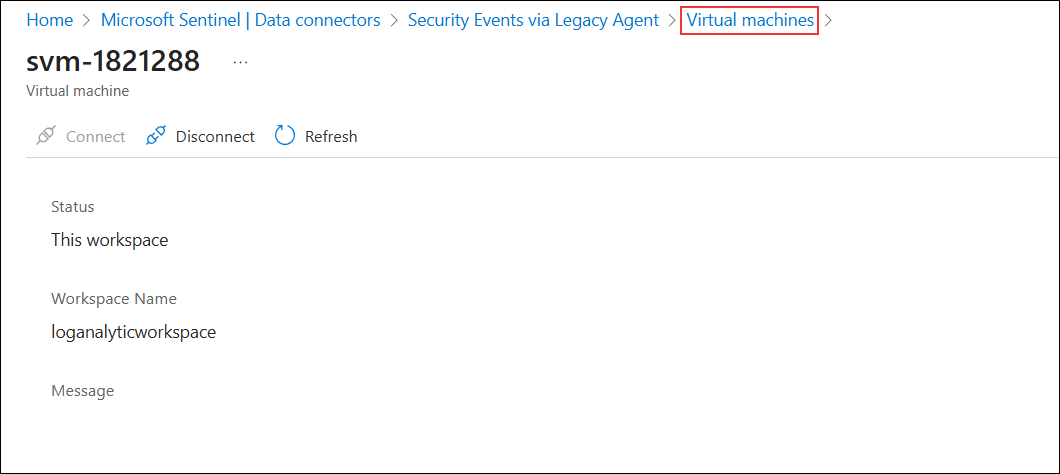 Home > Microsoft Sentinel | Data connectors > Security Events via Legacy Agent > Virtual machines >
svm-1821288 ...
Virtual machine
Connect Disconnect Refresh
Status
This workspace
Workspace Name
loganalyticworkspace
Message